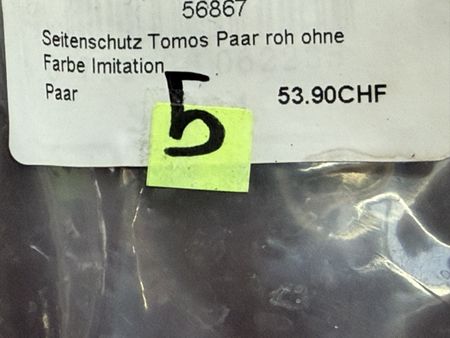 56867
Seitenschutz Tomos Paar roh ohne
Farbe Imitation
Paar 53.90CHF
5